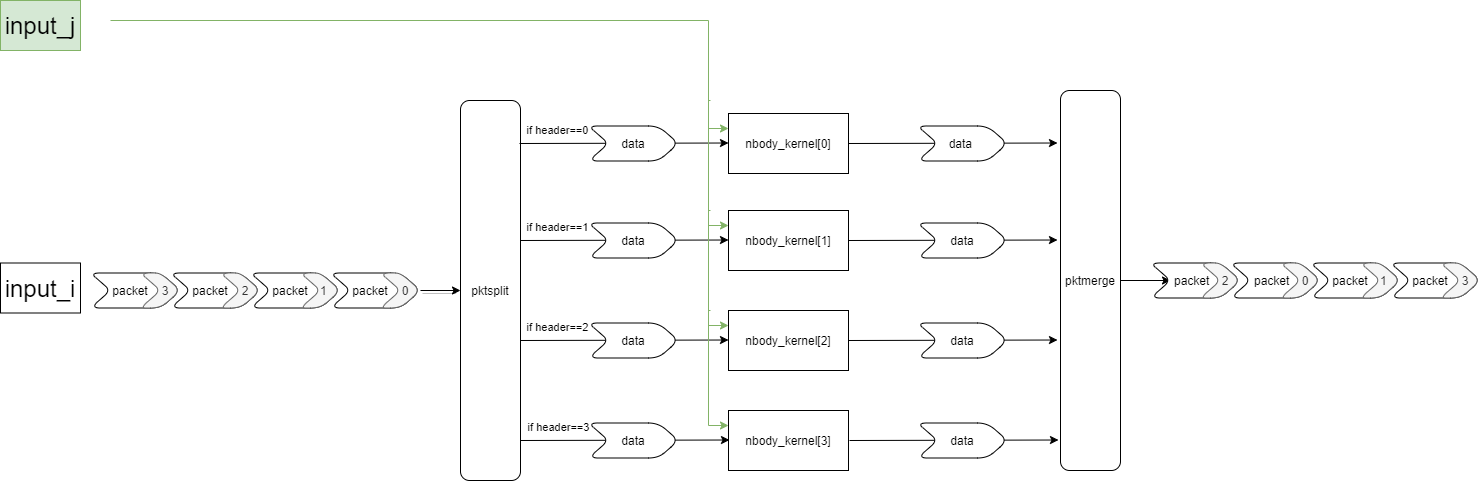 input_j
if header==0
data
nbody_kernel[0]
data
if header==1
data
nbody_kernel[1]
data
input_i
packet 3
packet 2
packet 1
packet 0
pktsplit
pktmerge
packet 2
packet 0
packet 1
packet 3
if header==2
data
nbody_kernel[2]
data
if header==3
data
nbody_kernel[3]
data